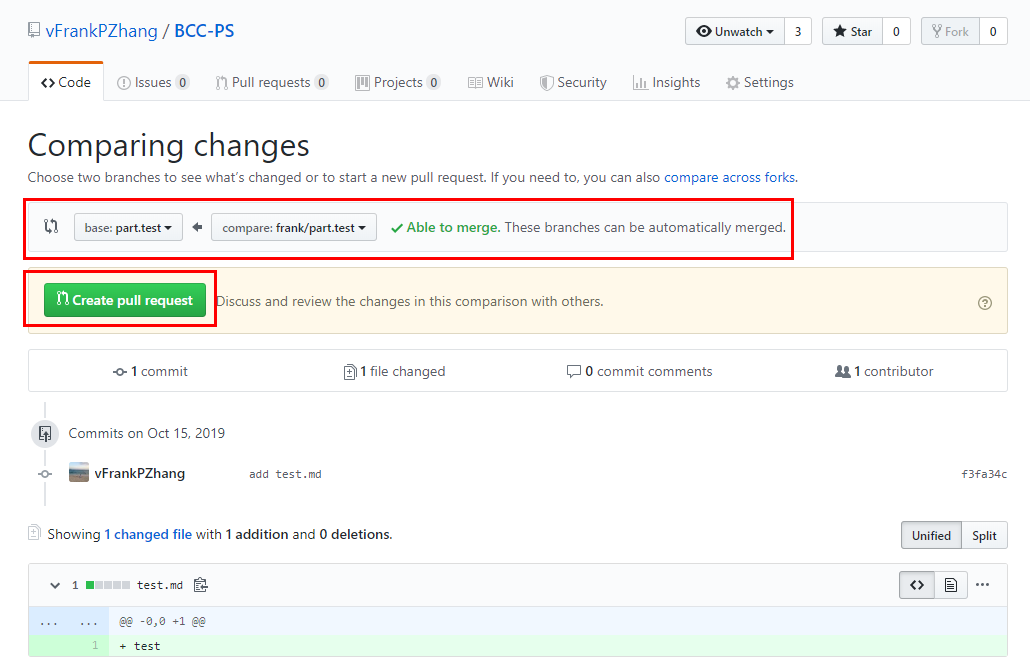 vFrankPZhang / BCC-PS
Unwatch 3 Star 0 Fork 0
Code Issues 0 Pull requests 0 Projects 0 Wiki Security Insights Settings
Comparing changes
Choose two branches to see what’s changed or to start a new pull request. If you need to, you can also compare across forks.
base: part.test compare: frank/part.test Able to merge. These branches can be automatically merged.
Create pull request Discuss and review the changes in this comparison with others.
1 commit 1 file changed 0 commit comments 1 contributor
Commits on Oct 15, 2019
vFrankPZhang add test.md f3fa34c
Showing 1 changed file with 1 addition and 0 deletions. Unified Split
1 test.md
... ... @@ -0,0 +1 @@
1 + test